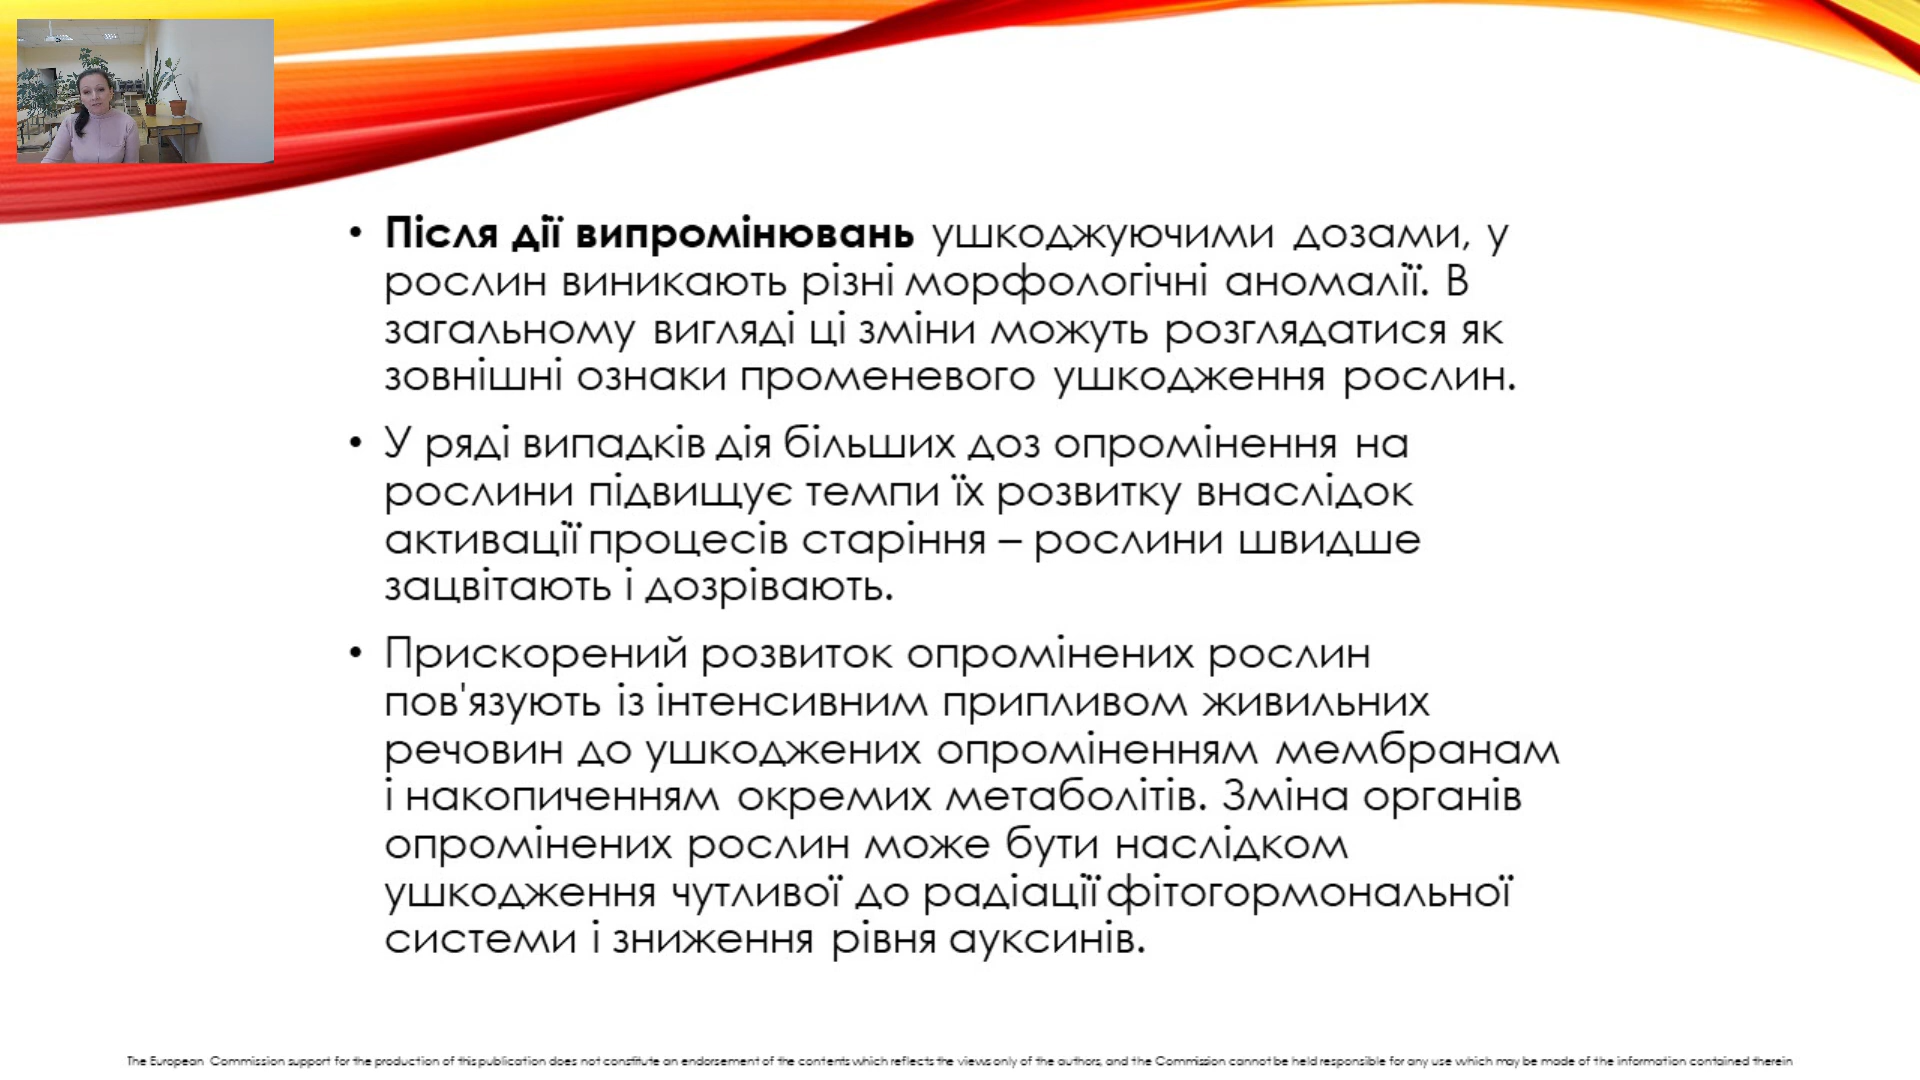 • Після дії випромінювань ушкоджуючими дозами, у
рослин виникають різні морфологічні аномалії. В
загальному вигляді ці зміни можуть розглядатися як
зовнішні ознаки променевого ушкодження рослин.
• У ряді випадків дія більших доз опромінення на
рослини підвищує темпи їх розвитку внаслідок
активації процесів старіння – рослини швидше
зацвітають і дозрівають.
• Прискорений розвиток опромінених рослин
пов'язують із інтенсивним припливом живильних
речовин до ушкоджених опроміненням мембранам
і накопиченням окремих метаболітів. Зміна органів
опромінених рослин може бути наслідком
ушкодження чутливої до радіації фітогормональної
системи і зниження рівня ауксинів.
The European Commission support for the production of this publication does not constitute an endorsement of the contents which reflects the views only of the authors, and the Commission cannot be held responsible for any use which may be made of the information contained therein